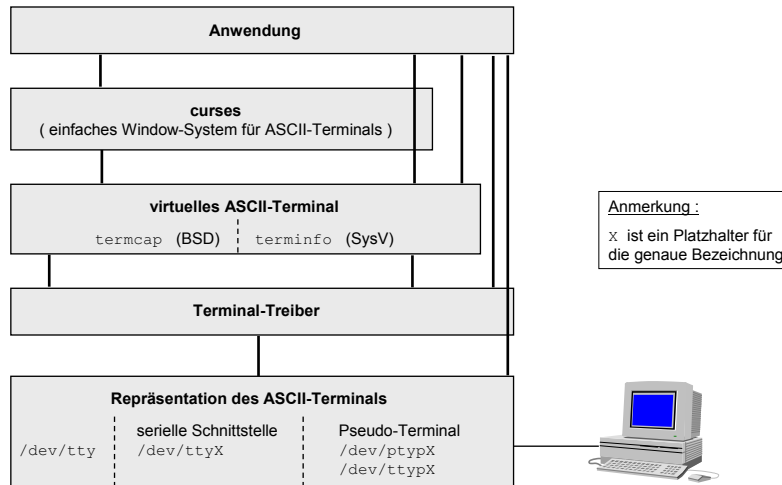 Anwendung
curses
( einfaches Window-System für ASCII-Terminals )
virtuelles ASCII-Terminal
termcap (BSD) terminfo (SysV)
Anmerkung :
X ist ein Platzhalter für
die genaue Bezeichnung
Terminal-Treiber
Repräsentation des ASCII-Terminals
serielle Schnittstelle Pseudo-Terminal
/dev/tty /dev/ttyX /dev/ptypX
/dev/ttypX